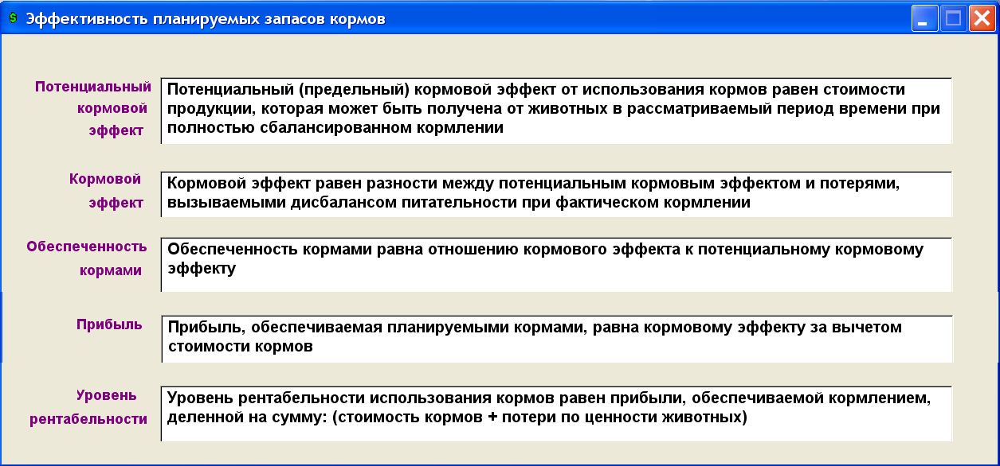 Эффективность планируемых запасов кормов
Потенциальный
кормовой
эффект
Потенциальный (предельный) кормовой эффект от использования кормов равен стоимости
продукции, которая может быть получена от животных в рассматриваемый период времени при
полностью сбалансированном кормлении
Кормовой
эффект
Кормовой эффект равен разности между потенциальным кормовым эффектом и потерями,
вызываемыми дисбалансом питательности при фактическом кормлении
Обеспеченность
кормами
Обеспеченность кормами равна отношению кормового эффекта к потенциальному кормовому
эффекту
Прибыль
Прибыль, обеспечиваемая планируемыми кормами, равна кормовому эффекту за вычетом
стоимости кормов
Уровень
рентабельности
Уровень рентабельности использования кормов равен прибыли, обеспечиваемой кормлением,
деленной на сумму: (стоимость кормов + потери по ценности животных)